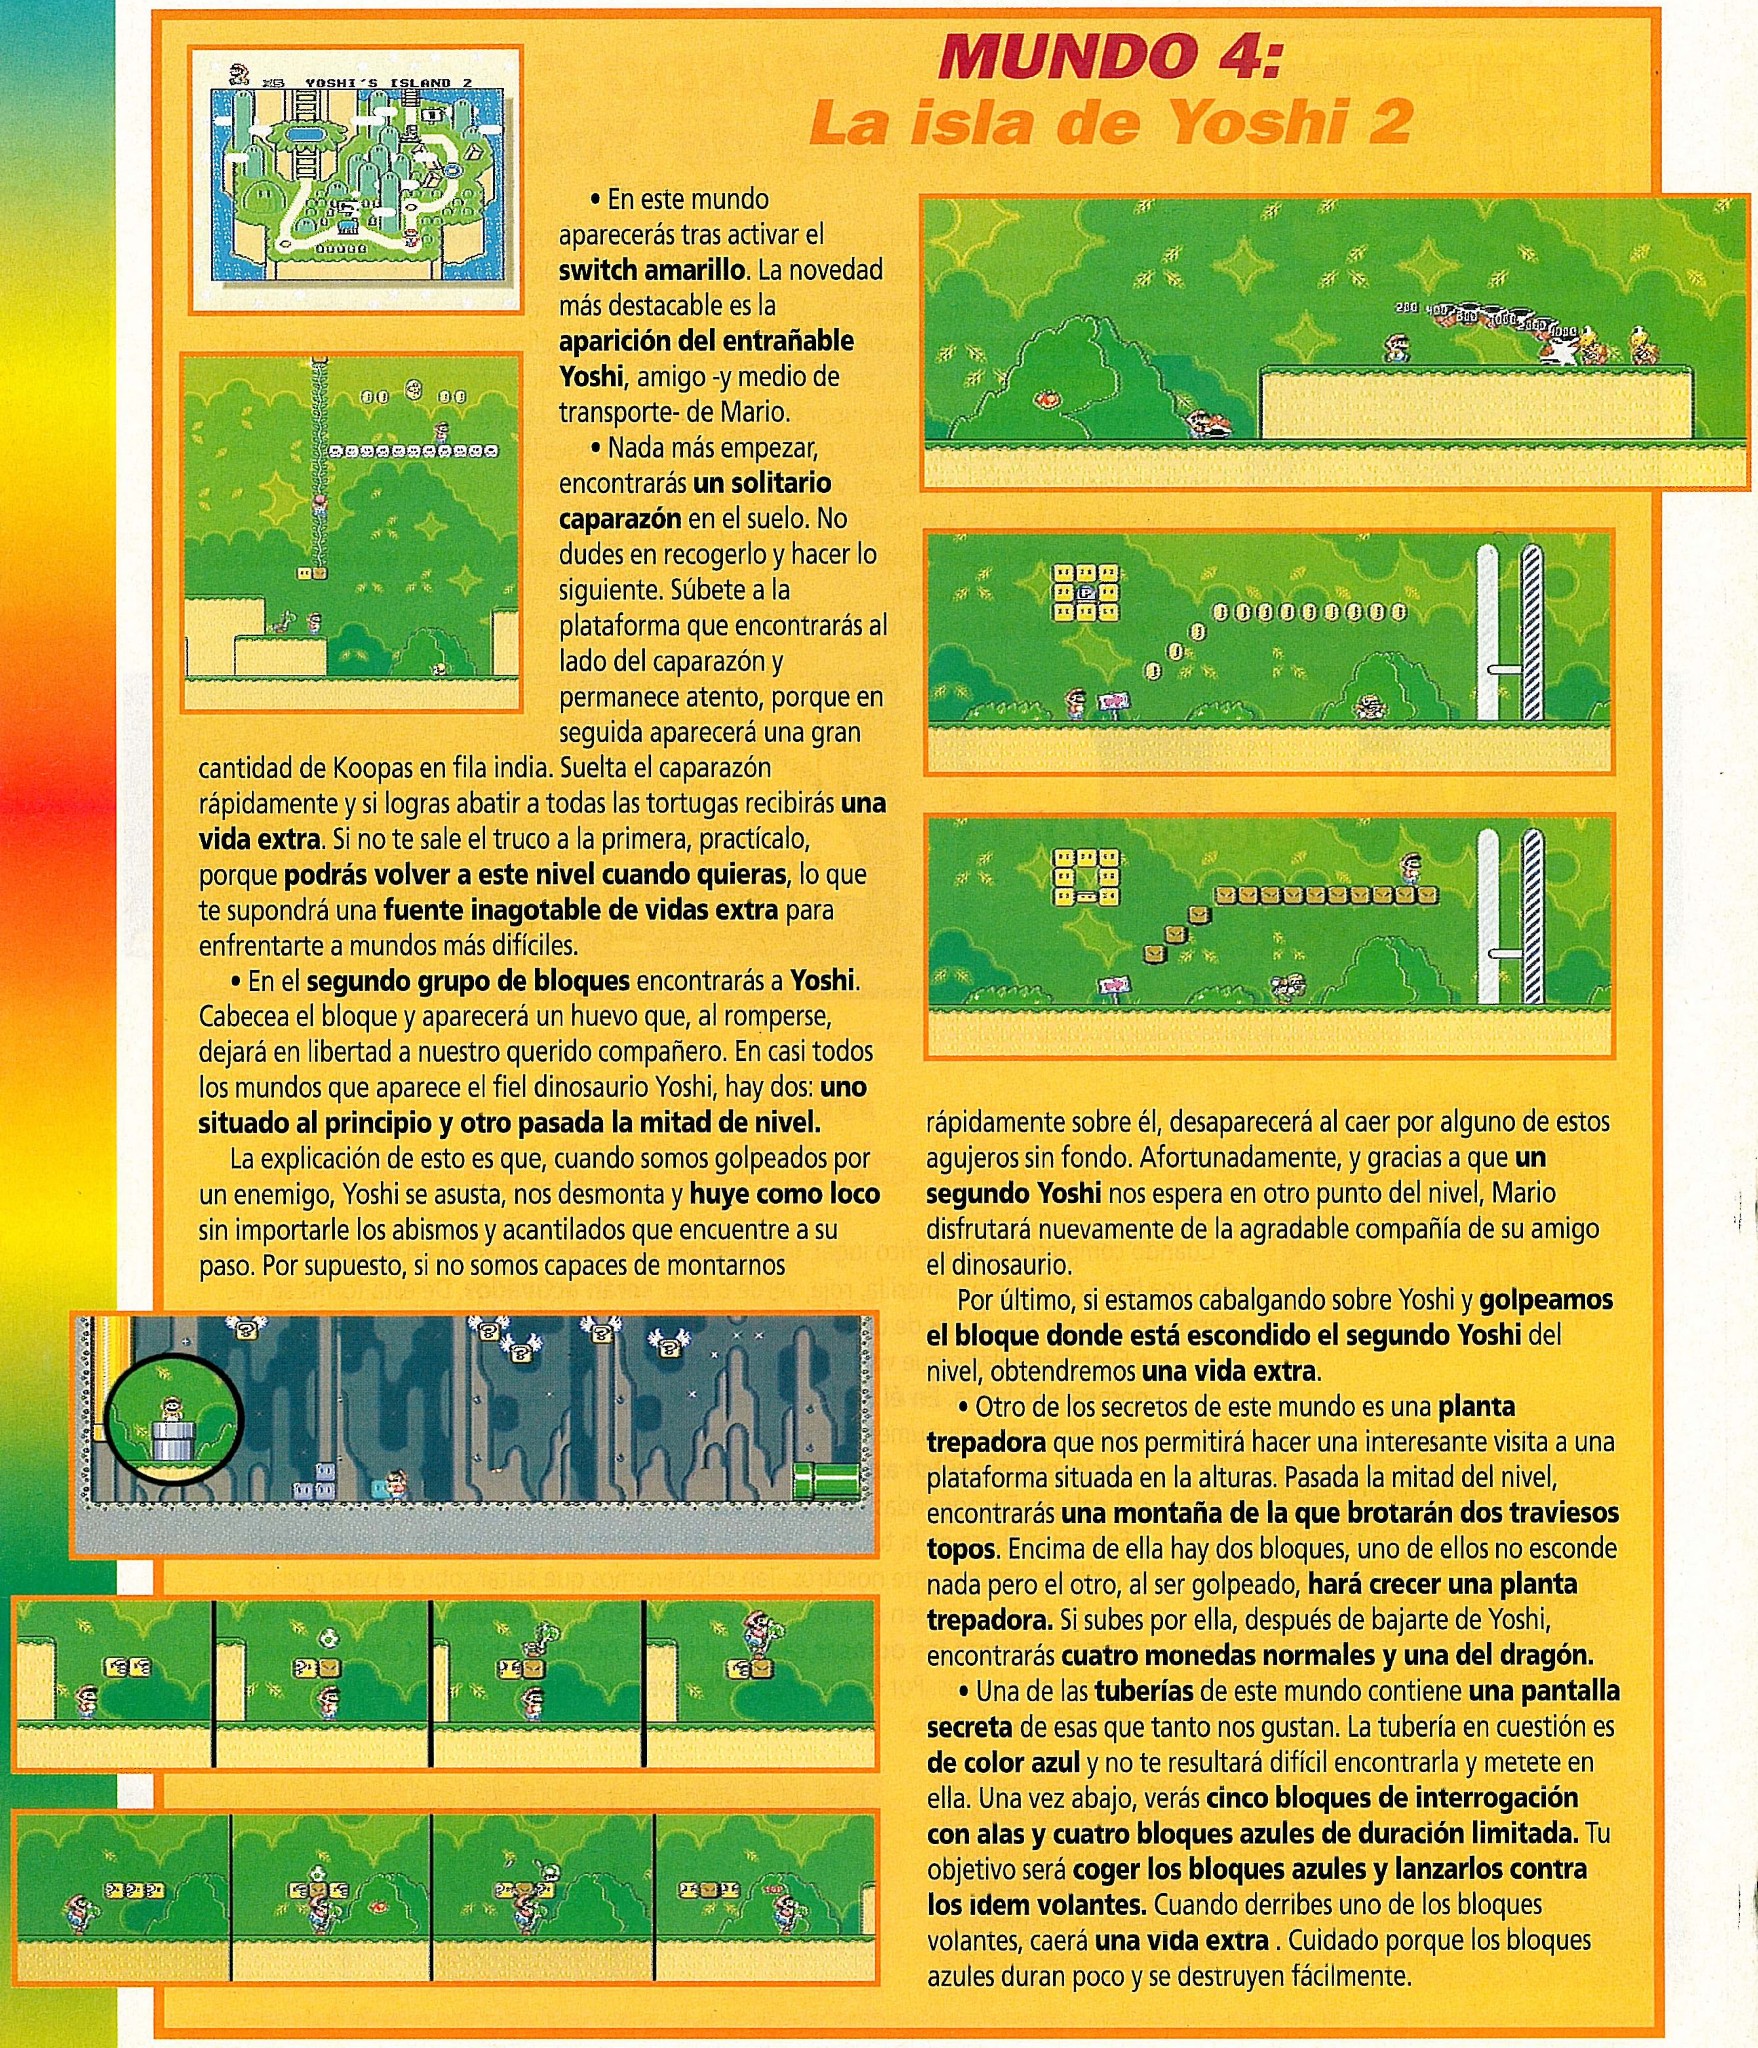 MUNDO 4:
La isla de Yoshi 2
YOSHI'S ISLAND 2
• En este mundo
aparecerás tras activar el
switch amarillo. La novedad
más destacable es la
aparición del entrañable
Yoshi, amigo -y medio de
transporte- de Mario.
• Nada más empezar,
encontrarás un solitario
caparazón en el suelo. No
dudes en recogerlo y hacer lo
siguiente. Súbete a la
plataforma que encontrarás al
lado del caparazón y
permanece atento, porque en
seguida aparecerá una gran
cantidad de Koopas en fila india. Suelta el caparazón
rápidamente y si logras abatir a todas las tortugas recibirás una
vida extra. Si no te sale el truco a la primera, practícalo,
porque podrás volver a este nivel cuando quieras, lo que
te supondrá una fuente inagotable de vidas extra para
enfrentarte a mundos más difíciles.
• En el segundo grupo de bloques encontrarás a Yoshi.
Cabecea el bloque y aparecerá un huevo que, al romperse,
dejará en libertad a nuestro querido compañero. En casi todos
los mundos que aparece el fiel dinosaurio Yoshi, hay dos: uno
situado al principio y otro pasada la mitad de nivel.
La explicación de esto es que, cuando somos golpeados por
un enemigo, Yoshi se asusta, nos desmonta y huye como loco
sin importarle los abismos y acantilados que encuentre a su
paso. Por supuesto, si no somos capaces de montarnos
rápidamente sobre él, desaparecerá al caer por alguno de estos
agujeros sin fondo. Afortunadamente, y gracias a que un
segundo Yoshi nos espera en otro punto del nivel, Mario
disfrutará nuevamente de la agradable compañía de su amigo
el dinosaurio.
Por último, si estamos cabalgando sobre Yoshi y golpeamos
el bloque donde está escondido el segundo Yoshi del
nivel, obtendremos una vida extra.
• Otro de los secretos de este mundo es una planta
trepadora que nos permitirá hacer una interesante visita a una
plataforma situada en la alturas. Pasada la mitad del nivel,
encontrarás una montaña de la que brotarán dos traviesos
topos. Encima de ella hay dos bloques, uno de ellos no esconde
nada pero el otro, al ser golpeado, hará crecer una planta
trepadora. Si subes por ella, después de bajarte de Yoshi,
encontrarás cuatro monedas normales y una del dragón.
• Una de las tuberías de este mundo contiene una pantalla
secreta de esas que tanto nos gustan. La tubería en cuestión es
de color azul y no te resultará difícil encontrarla y metete en
ella. Una vez abajo, verás cinco bloques de interrogación
con alas y cuatro bloques azules de duración limitada. Tu
objetivo será coger los bloques azules y lanzarlos contra
los idem volantes. Cuando derribes uno de los bloques
volantes, caerá una vida extra . Cuidado porque los bloques
azules duran poco y se destruyen fácilmente.